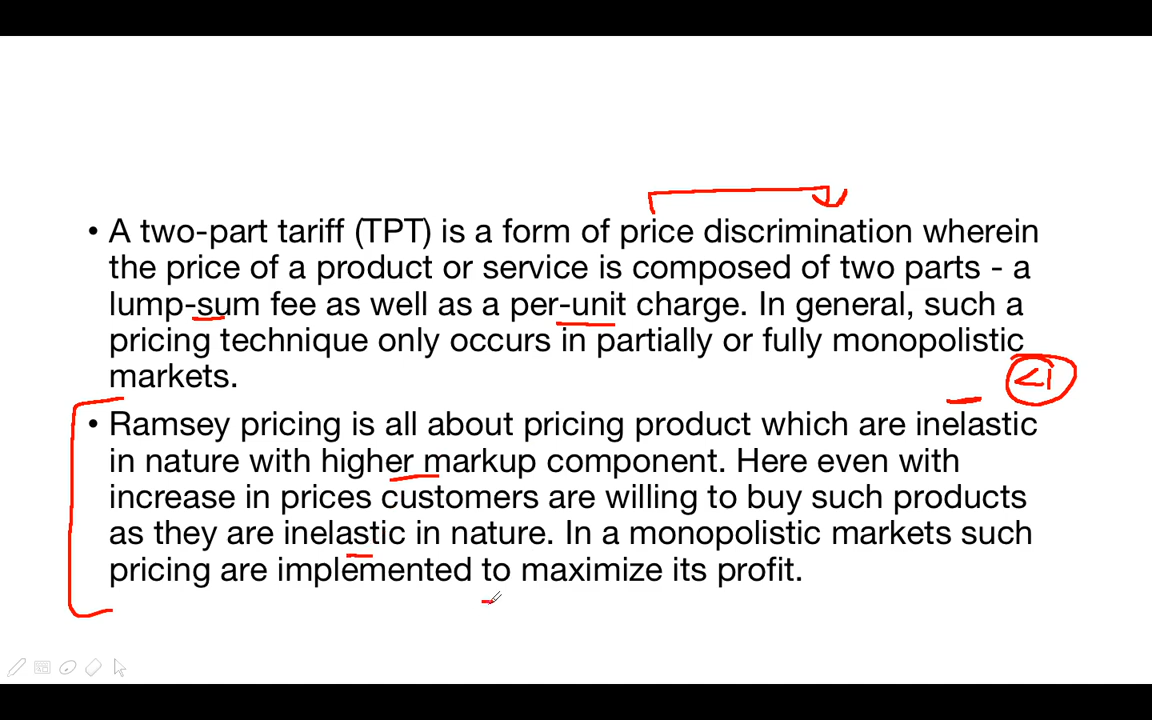 • A two-part tariff (TPT) is a form of price discrimination wherein
the price of a product or service is composed of two parts - a
lump-sum fee as well as a per-unit charge. In general, such a
pricing technique only occurs in partially or fully monopolistic
markets.
<1
• Ramsey pricing is all about pricing product which are inelastic
in nature with higher markup component. Here even with
increase in prices customers are willing to buy such products
as they are inelastic in nature. In a monopolistic markets such
pricing are implemented to maximize its profit.